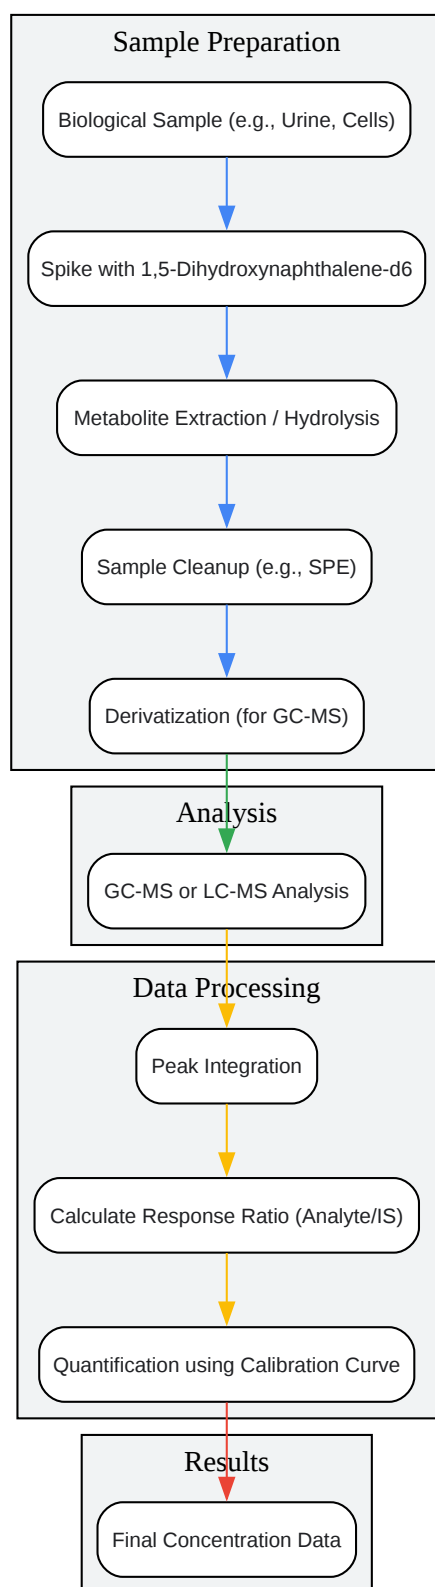 Sample Preparation
Biological Sample (e.g., Urine, Cells)
Spike with 1,5-Dihydroxynaphthalene-d6
Metabolite Extraction / Hydrolysis
Sample Cleanup (e.g., SPE)
Derivatization (for GC-MS)
Analysis
GC-MS or LC-MS Analysis
Data Processing
Peak Integration
Calculate Response Ratio (Analyte/IS)
Quantification using Calibration Curve
Results
Final Concentration Data